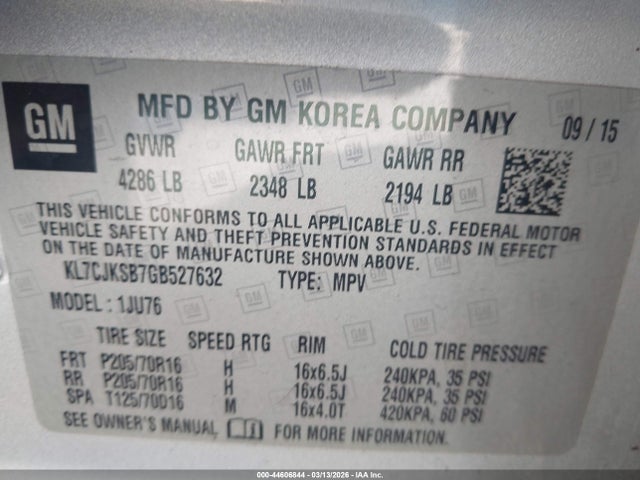 GM
MFD BY GM KOREA COMPANY 09 / 15
GVWR GAWR FRT GAWR RR
4286 LB 2348 LB 2194 LB
THIS VEHICLE CONFORMS TO ALL APPLICABLE U.S. FEDERAL MOTOR
VEHICLE SAFETY AND THEFT PREVENTION STANDARDS IN EFFECT
ON THE DATE OF MANUFACTURE SHOWN ABOVE.
KL7CJKSB7GB527632 TYPE: MPV
MODEL : 1JU76
TIRE SIZE SPEED RTG RIM COLD TIRE PRESSURE
FRT P205/70R16 H 16x6.5J 240KPA, 35 PSI
RR P205/70R16 H 16x6.5J 240KPA, 35 PSI
SPA T125/70D16 M 16x4.0T 420KPA, 60 PSI
SEE OWNER'S MANUAL FOR MORE INFORMATION.
000-44606844 | 03/13/2026 - IAA Inc.